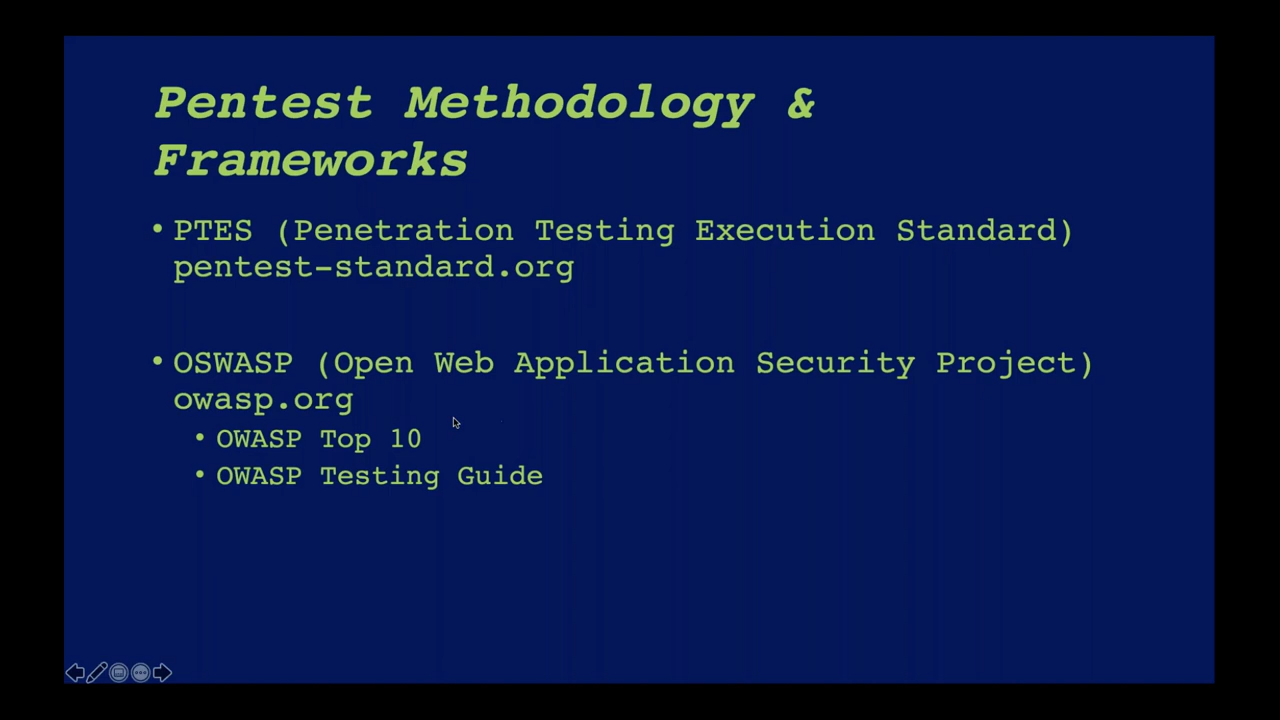 Pentest Methodology &
Frameworks
• PTES (Penetration Testing Execution Standard)
pentest-standard.org
• OSWASP (Open Web Application Security Project)
owasp.org
• OWASP Top 10
• OWASP Testing Guide